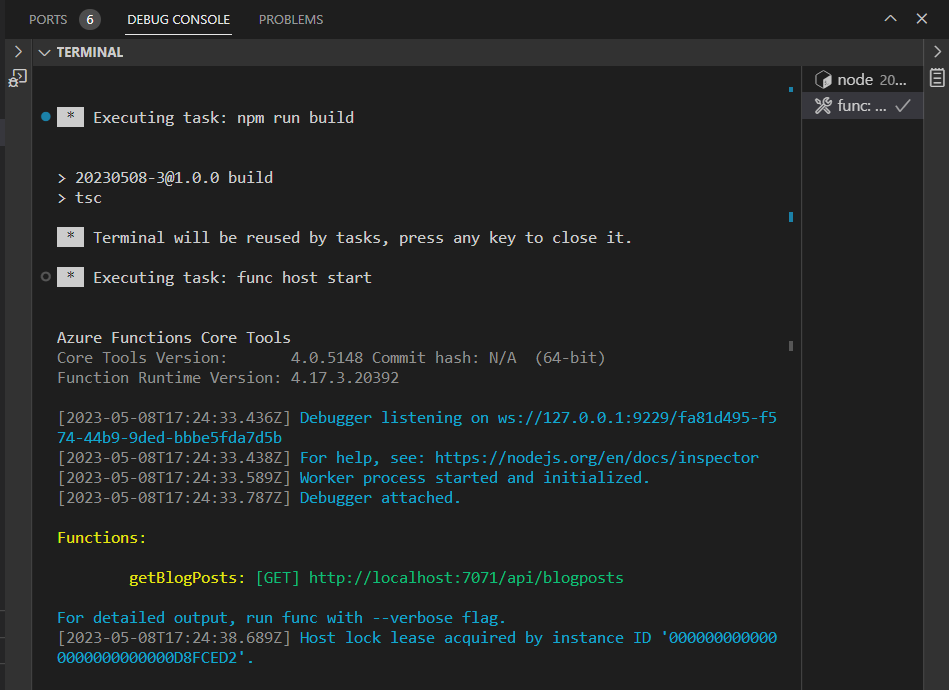 PORTS 6 DEBUG CONSOLE PROBLEMS
TERMINAL
node 20...
func: ...
* Executing task: npm run build
> 20230508-3@1.0.0 build
> tsc
* Terminal will be reused by tasks, press any key to close it.
* Executing task: func host start
Azure Functions Core Tools
Core Tools Version:       4.0.5148 Commit hash: N/A  (64-bit)
Function Runtime Version: 4.17.3.20392
[2023-05-08T17:24:33.436Z] Debugger listening on ws://127.0.0.1:9229/fa81d495-f5
74-44b9-9ded-bbbe5fda7d5b
[2023-05-08T17:24:33.438Z] For help, see: https://nodejs.org/en/docs/inspector
[2023-05-08T17:24:33.589Z] Worker process started and initialized.
[2023-05-08T17:24:33.787Z] Debugger attached.
Functions:
getBlogPosts: [GET] http://localhost:7071/api/blogposts
For detailed output, run func with --verbose flag.
[2023-05-08T17:24:38.689Z] Host lock lease acquired by instance ID '000000000000
0000000000000D8FCED2'.